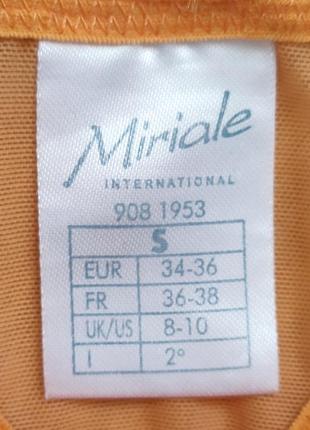 Miriale
INTERNATIONAL
908 1953
S
EUR 34-36
FR 36-38
UK/US 8-10
I 2°